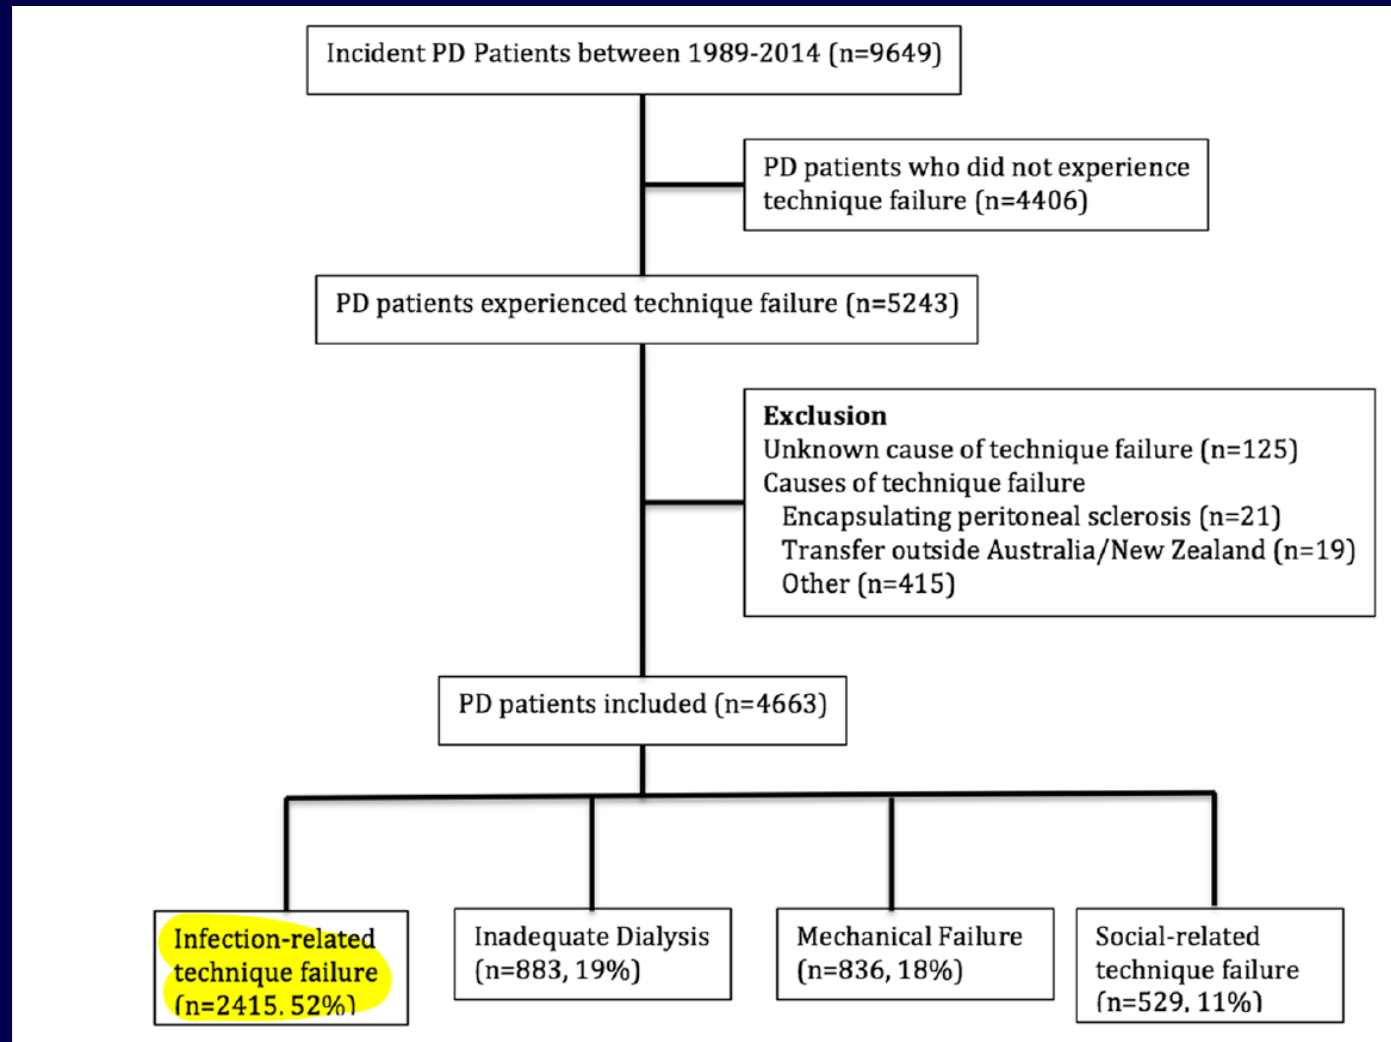 Incident PD Patients between 1989-2014 (n=9649)
PD patients who did not experience
technique failure (n=4406)
PD patients experienced technique failure (n=5243)
Exclusion
Unknown cause of technique failure (n=125)
Causes of technique failure
Encapsulating peritoneal sclerosis (n=21)
Transfer outside Australia/New Zealand (n=19)
Other (n=415)
PD patients included (n=4663)
Infection-related
technique failure
(n=2415, 52%)
Inadequate Dialysis
(n=883, 19%)
Mechanical Failure
(n=836, 18%)
Social-related
technique failure
(n=529, 11%)